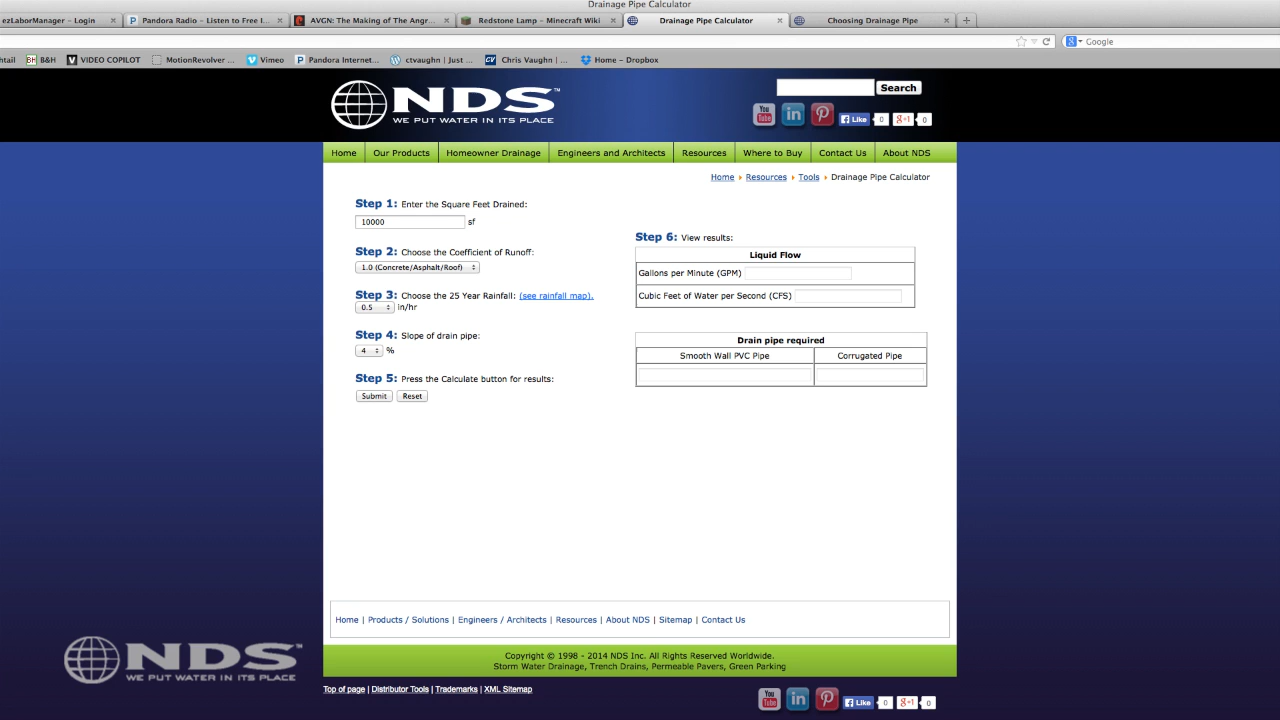 Drainage Pipe Calculator
ezLaborManager - Login
Pandora Radio - Listen to Free I...
AVGN: The Making of The Angr...
Redstone Lamp – Minecraft Wiki
Drainage Pipe Calculator
Choosing Drainage Pipe
Google
htail
B&H
VIDEO COPILOT
MotionRevolver ...
Vimeo
Pandora Internet...
ctvaughn | Just ...
Chris Vaughn | ...
Home - Dropbox
NDS™
WE PUT WATER IN ITS PLACE
Search
You Tube
in
Like
0
g+1
0
Home
Our Products
Homeowner Drainage
Engineers and Architects
Resources
Where to Buy
Contact Us
About NDS
Home Resources Tools Drainage Pipe Calculator
Step 1: Enter the Square Feet Drained:
10000 sf
Step 2: Choose the Coefficient of Runoff:
1.0 (Concrete/Asphalt/Roof)
Step 3: Choose the 25 Year Rainfall: (see rainfall map).
0.5 in/hr
Step 4: Slope of drain pipe:
4 %
Step 5: Press the Calculate button for results:
Submit Reset
Step 6: View results:
Liquid Flow
Gallons per Minute (GPM)
Cubic Feet of Water per Second (CFS)
Drain pipe required
Smooth Wall PVC Pipe
Corrugated Pipe
Home | Products / Solutions | Engineers / Architects | Resources | About NDS | Sitemap | Contact Us
Copyright © 1998 - 2014 NDS Inc. All Rights Reserved Worldwide.
Storm Water Drainage, Trench Drains, Permeable Pavers, Green Parking
Top of page | Distributor Tools | Trademarks | XML Sitemap
You Tube
in
Like
0
g+1
0
NDS™
WE PUT WATER IN ITS PLACE